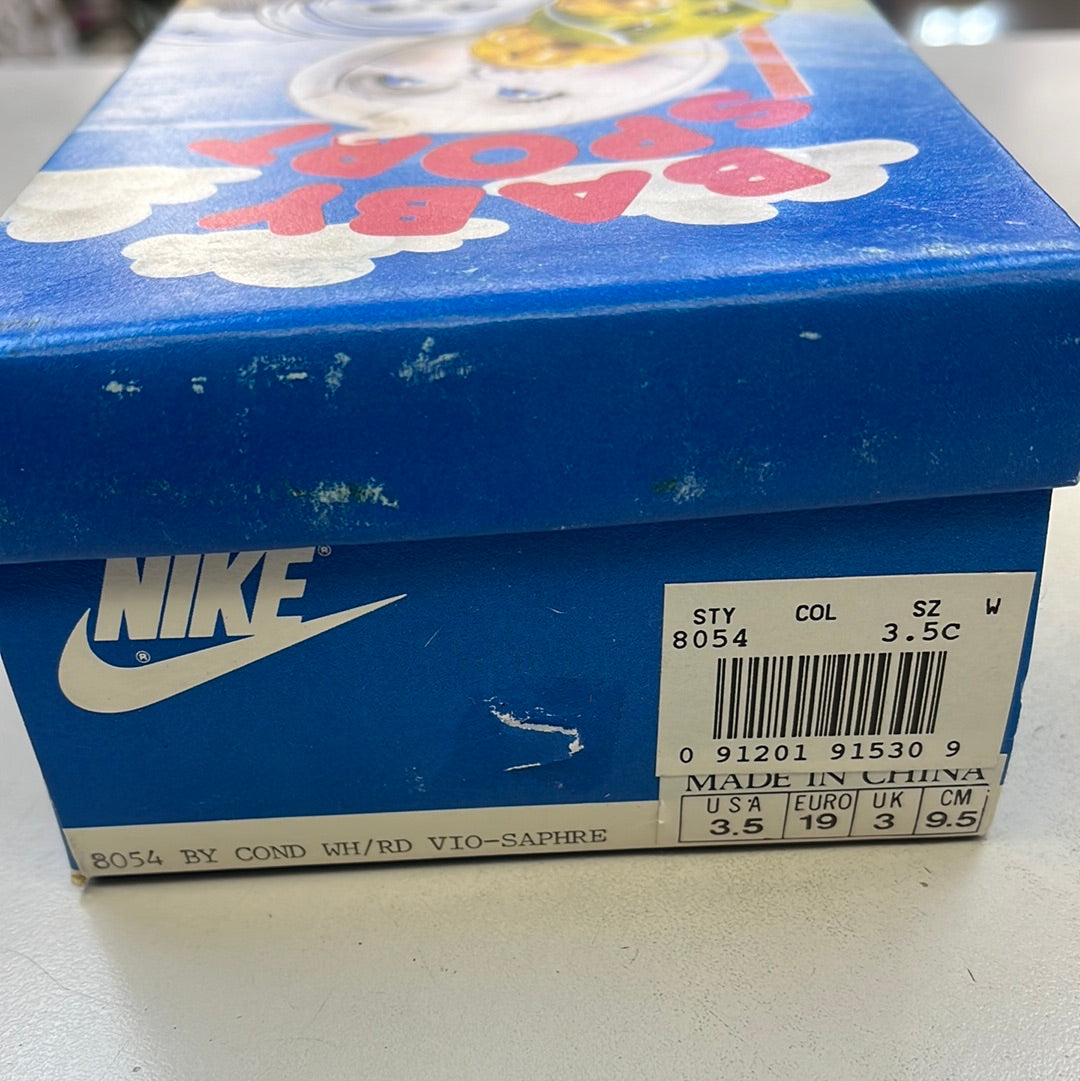 BABY
SPORT
NIKE®
®
STY COL SZ W
8054 3.5C
0 91201 91530 9
MADE IN CHINA
USA EURO UK CM
3.5 19 3 9.5
8054 BY COND WH/RD VIO-SAPHRE